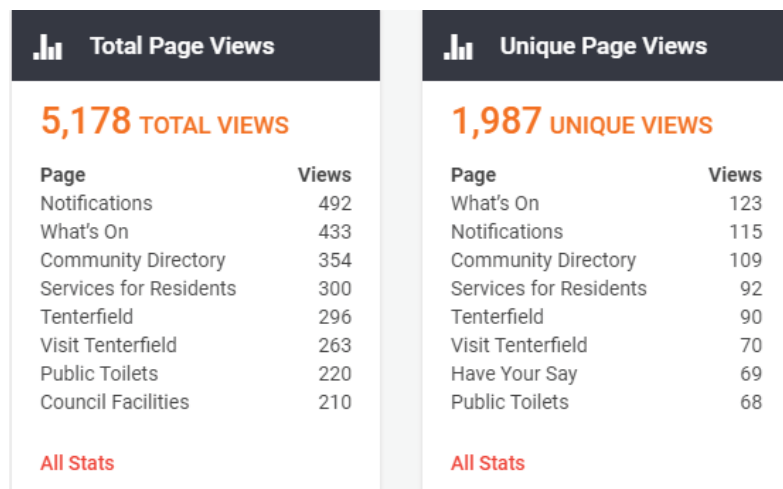 Total Page Views
5,178 TOTAL VIEWS
Page Views
Notifications 492
What's On 433
Community Directory 354
Services for Residents 300
Tenterfield 296
Visit Tenterfield 263
Public Toilets 220
Council Facilities 210
All Stats
Unique Page Views
1,987 UNIQUE VIEWS
Page Views
What's On 123
Notifications 115
Community Directory 109
Services for Residents 92
Tenterfield 90
Visit Tenterfield 70
Have Your Say 69
Public Toilets 68
All Stats